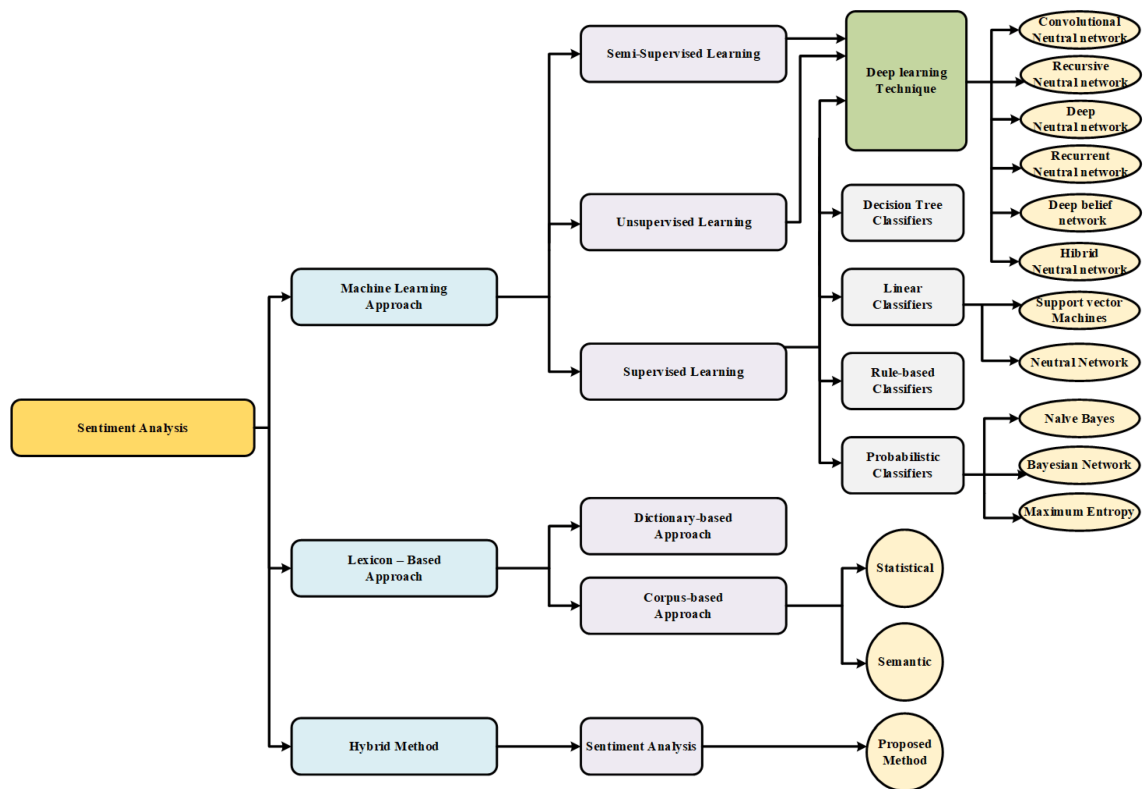 Sentiment Analysis
Machine Learning
Approach
Lexicon – Based
Approach
Hybrid Method
Semi-Supervised Learning
Unsupervised Learning
Supervised Learning
Dictionary-based
Approach
Corpus-based
Approach
Sentiment Analysis
Deep learning
Technique
Decision Tree
Classifiers
Linear
Classifiers
Rule-based
Classifiers
Probabilistic
Classifiers
Statistical
Semantic
Proposed
Method
Convolutional
Neutral network
Recursive
Neutral network
Deep
Neutral network
Recurrent
Neutral network
Deep belief
network
Hibrid
Neutral network
Support vector
Machines
Neutral Network
Nalve Bayes
Bayesian Network
Maximum Entropy